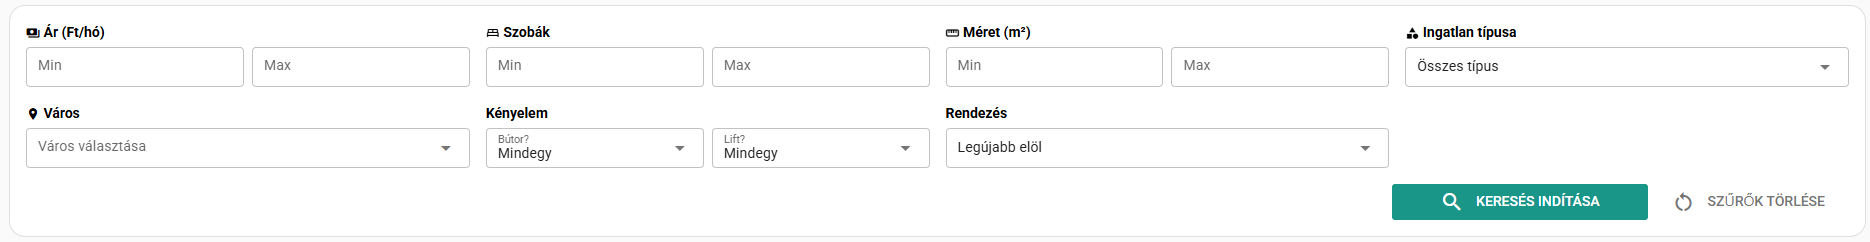 Ár (Ft/hó)
Min
Max
Szobák
Min
Max
Méret (m²)
Min
Max
Ingatlan típusa
Összes típus
Város
Város választása
Kényelem
Bútor?
Mindegy
Lift?
Mindegy
Rendezés
Legújabb elöl
KERESÉS INDÍTÁSA
SZŰRŐK TÖRLÉSE